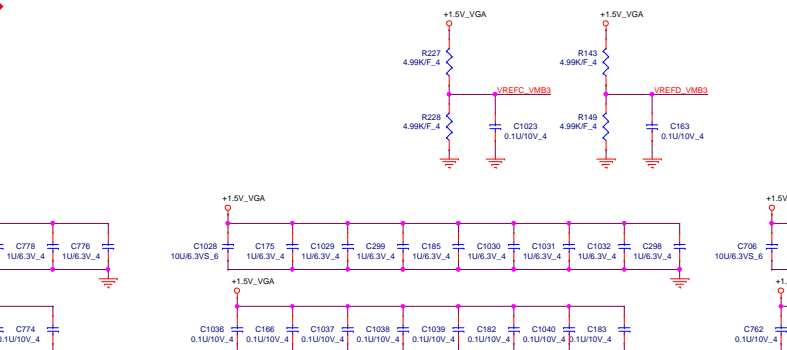 +1.5V_VGA
+1.5V_VGA
R227
4.99K/F_4
R143
4.99K/F_4
VREFC_VMB3
VREFD_VMB3
R228
4.99K/F_4
C1023
0.1U/10V_4
R149
4.99K/F_4
C163
0.1U/10V_4
+1.5V_VGA
C778
1U/6.3V_4
C776
1U/6.3V_4
C1028
10U/6.3VS_6
C175
1U/6.3V_4
C1029
1U/6.3V_4
C299
1U/6.3V_4
C185
1U/6.3V_4
C1030
1U/6.3V_4
C1031
1U/6.3V_4
C1032
1U/6.3V_4
C298
1U/6.3V_4
C706
10U/6.3VS_6
+1.5V_VGA
C774
0.1U/10V_4
C1036
0.1U/10V_4
C166
0.1U/10V_4
C1037
0.1U/10V_4
C1038
0.1U/10V_4
C1039
0.1U/10V_4
C182
0.1U/10V_4
C1040
0.1U/10V_4
C183
0.1U/10V_4
C762
0.1U/10V_4